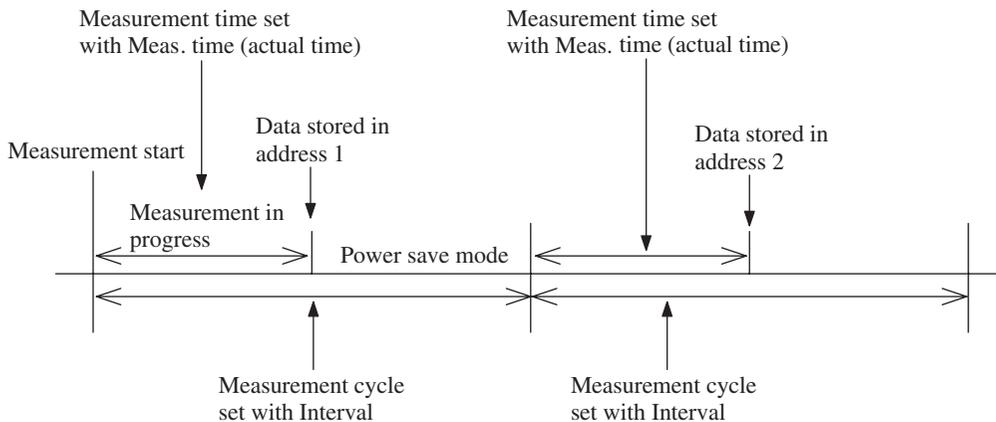 Measurement time set
with Meas. time (actual time)
Measurement time set
with Meas. time (actual time)
Measurement start
Data stored in
address 1
Data stored in
address 2
Measurement in
progress
Power save mode
Measurement cycle
set with Interval
Measurement cycle
set with Interval